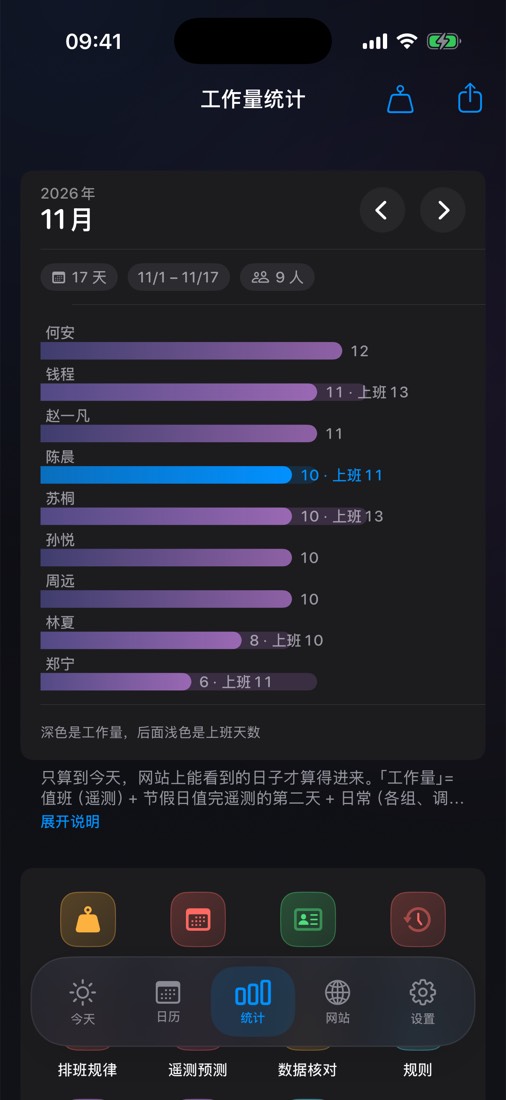 09:41
工作量统计
2026年
11月
17 天
11/1 – 11/17
9 人
何安
12
钱程
11 · 上班 13
赵一凡
11
陈晨
10 · 上班 11
苏桐
10 · 上班 13
孙悦
10
周远
10
林夏
8 · 上班 10
郑宁
6 · 上班 11
深色是工作量，后面浅色是上班天数
只算到今天，网站上能看到的日子才算得进来。「工作量」=
值班（遥测）+ 节假日值完遥测的第二天 + 日常（各组、调…
展开说明
今天
日历
统计
网站
设置
排班规律
遥测预测
数据核对
规则